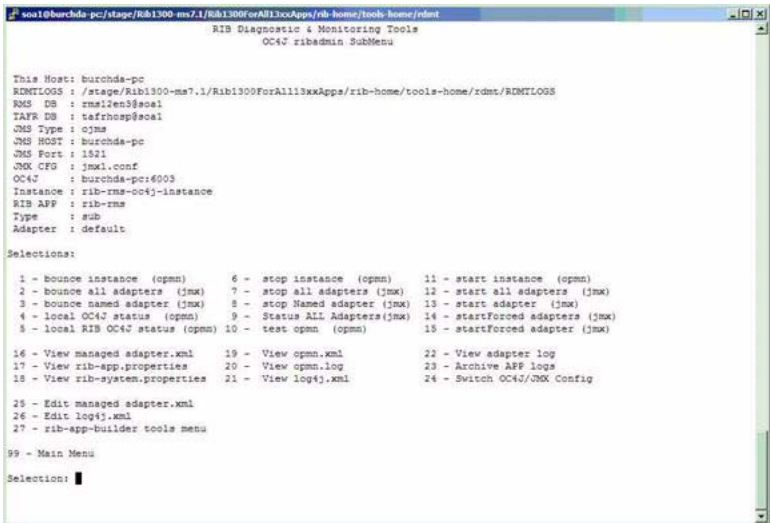 soa1@burchda-pc:/stage/Rib1300-ms7.1/Rib1300ForAll13xxApps/rib-home/tools-home/rdmt
RIB Diagnostic & Monitoring Tools
OC4J ribadmin SubMenu
This Host: burchda-pc
RDMTLOGS : /stage/Rib1300-ms7.1/Rib1300ForAll13xxApps/rib-home/tools-home/rdmt/RDMTLOGS
RMS DB : rms12en3@soa1
TAFR DB : tafrhosp@soa1
JMS Type : ojms
JMS HOST : burchda-pc
JMS Port : 1521
JMX CFG : jmx1.conf
OC4J : burchda-pc:6003
Instance : rib-rms-oc4j-instance
RIB APP : rib-rms
Type : sub
Adapter : default
Selections:
1 - bounce instance (opmn) 6 - stop instance (opmn) 11 - start instance (opmn)
2 - bounce all adapters (jmx) 7 - stop all adapters (jmx) 12 - start all adapters (jmx)
3 - bounce named adapter (jmx) 8 - stop Named adapter (jmx) 13 - start adapter (jmx)
4 - local OC4J status (opmn) 9 - Status ALL Adapters(jmx) 14 - startForced adapters (jmx)
5 - local RIB OC4J status (opmn) 10 - test opmn (opmn) 15 - startForced adapter (jmx)
16 - View managed adapter.xml 19 - View opmn.xml 22 - View adapter log
17 - View rib-app.properties 20 - View opmn.log 23 - Archive APP logs
18 - View rib-system.properties 21 - View log4j.xml 24 - Switch OC4J/JMX Config
25 - Edit managed adapter.xml
26 - Edit log4j.xml
27 - rib-app-builder tools menu
99 - Main Menu
Selection: